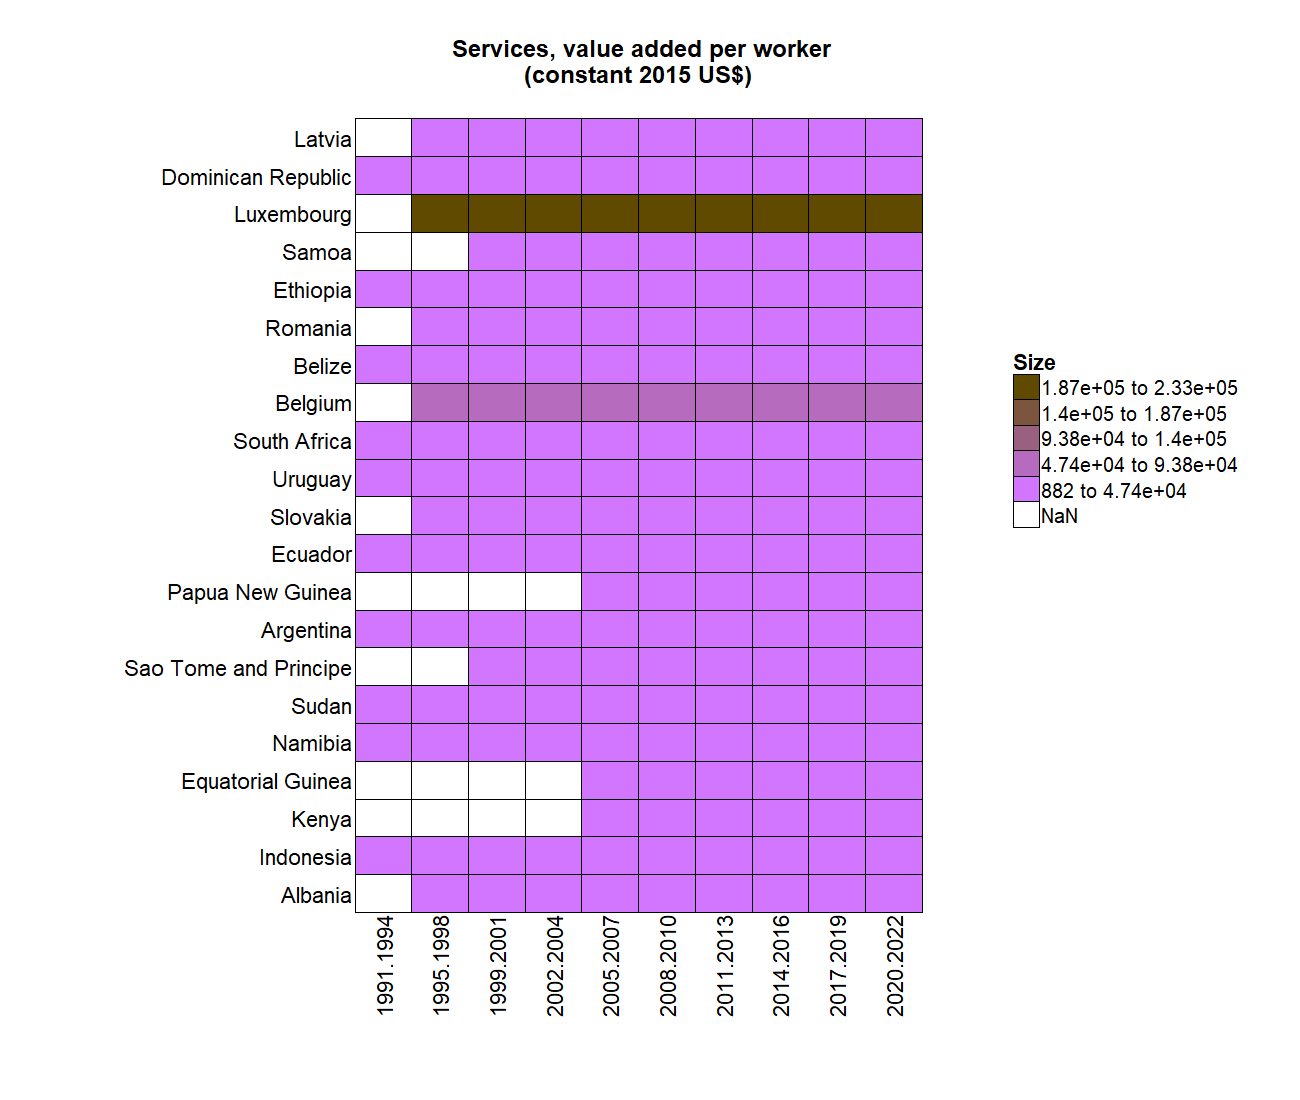 Services, value added per worker
(constant 2015 US$)
Latvia
Dominican Republic
Luxembourg
Samoa
Ethiopia
Romania
Belize
Belgium
South Africa
Uruguay
Slovakia
Ecuador
Papua New Guinea
Argentina
Sao Tome and Principe
Sudan
Namibia
Equatorial Guinea
Kenya
Indonesia
Albania
1991.1994
1995.1998
1999.2001
2002.2004
2005.2007
2008.2010
2011.2013
2014.2016
2017.2019
2020.2022
Size
1.87e+05 to 2.33e+05
1.4e+05 to 1.87e+05
9.38e+04 to 1.4e+05
4.74e+04 to 9.38e+04
882 to 4.74e+04
NaN